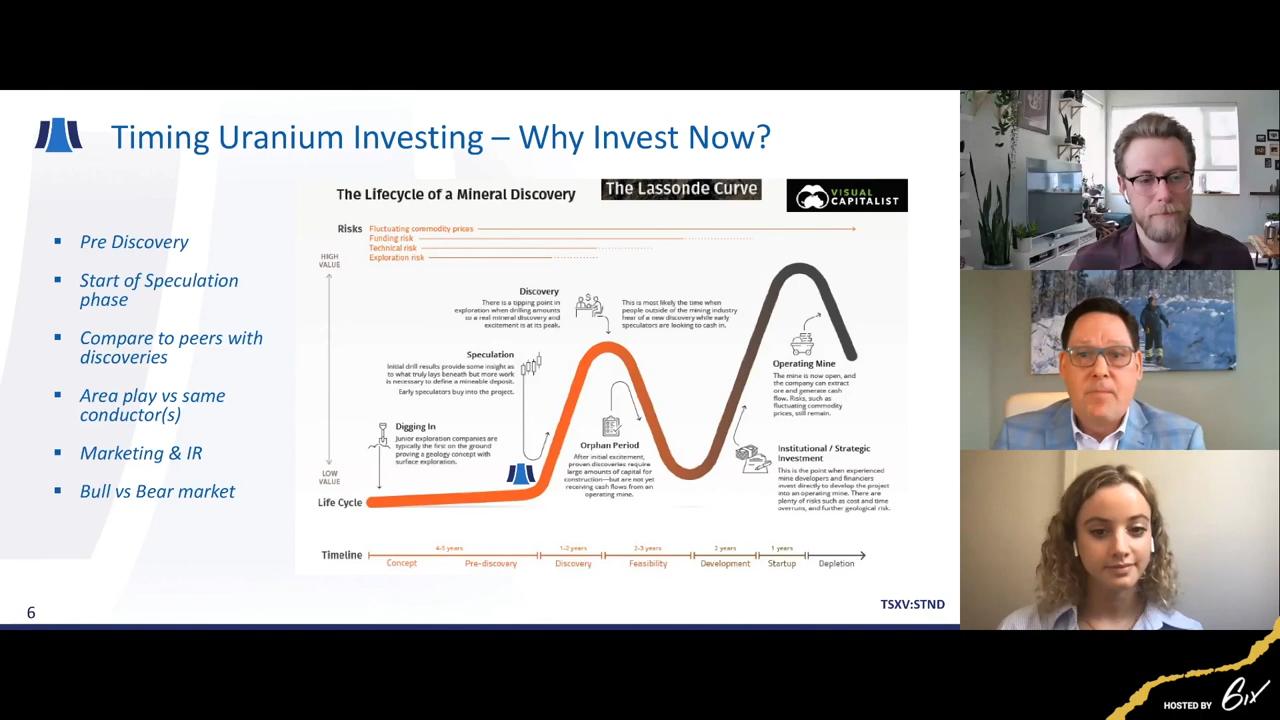 Timing Uranium Investing – Why Invest Now?
The Lifecycle of a Mineral Discovery
The Lassonde Curve
VISUAL
CAPITALIST
▪ Pre Discovery
▪ Start of Speculation
phase
▪ Compare to peers with
discoveries
▪ Area play vs same
conductor(s)
▪ Marketing & IR
▪ Bull vs Bear market
Risks
Fluctuating commodity prices
Funding risk
Technical risk
Exploration risk
HIGH
VALUE
Discovery
There is a tipping point in
exploration when drilling amounts
to a real mineral discovery and
excitement is at its peak.
This is most likely the time when
people outside of the mining industry
hear of a new discovery while early
speculators are looking to cash in.
Speculation
Initial drill results provide some insight as
to what truly lays beneath but more work
is necessary to define a mineable deposit.
Early speculators buy into the project.
Operating Mine
The mine is now open, and
the company can extract
ore and generate cash
flow. Risks, such as
fluctuating commodity
prices, still remain.
Digging In
Junior exploration companies are
typically the first on the ground
proving a geology concept with
surface exploration.
Orphan Period
After initial excitement,
proven discoveries require
large amounts of capital for
construction—but are not yet
receiving cash flows from an
operating mine.
Institutional / Strategic
Investment
This is the point when experienced
mine developers and financiers
invest directly to develop the project
into an operating mine. There are
plenty of risks such as cost and time
overruns, and further geological risk.
LOW
VALUE
Life Cycle
Timeline
4-5 years
1-2 years
2-3 years
2 years
1 years
Concept
Pre-discovery
Discovery
Feasibility
Development
Startup
Depletion
6
TSXV:STND
HOSTED BY 6ix